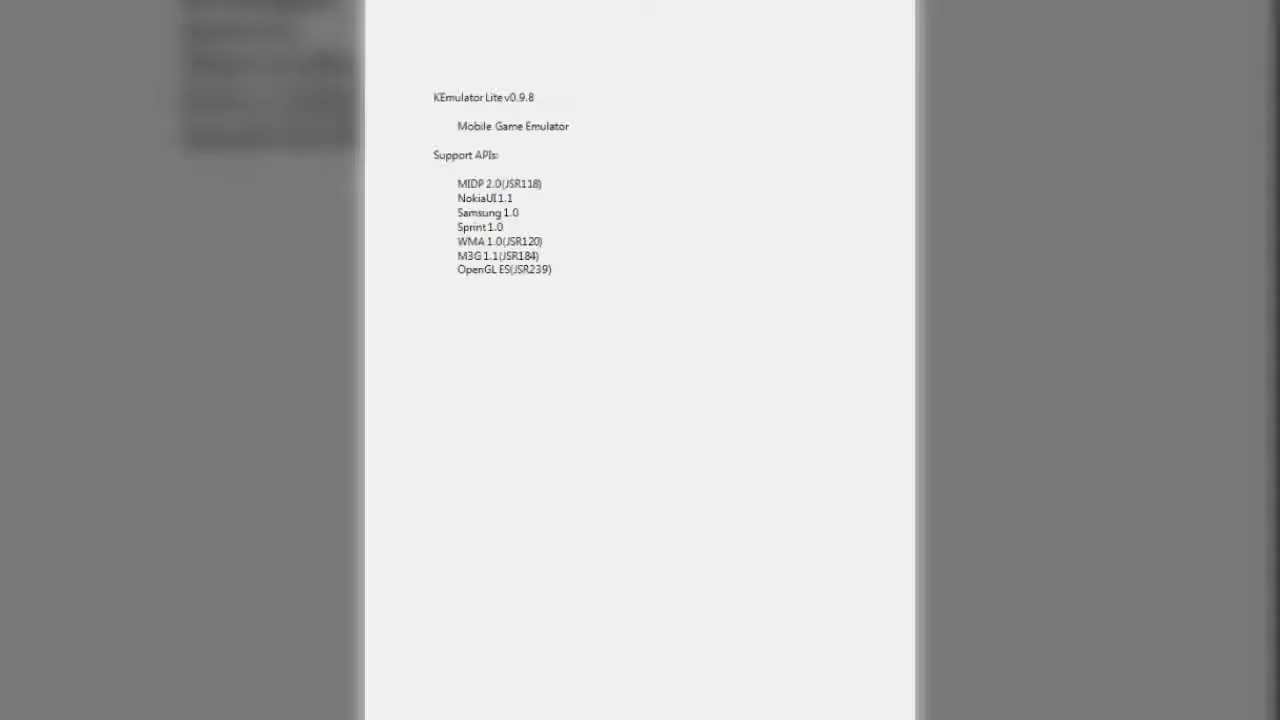 KEmulator Lite v0.9.8
Mobile Game Emulator
Support APIs:
MIDP 2.0(JSR118)
NokiaUI 1.1
Samsung 1.0
Sprint 1.0
WMA 1.0(JSR120)
M3G 1.1(JSR184)
OpenGL ES(JSR239)